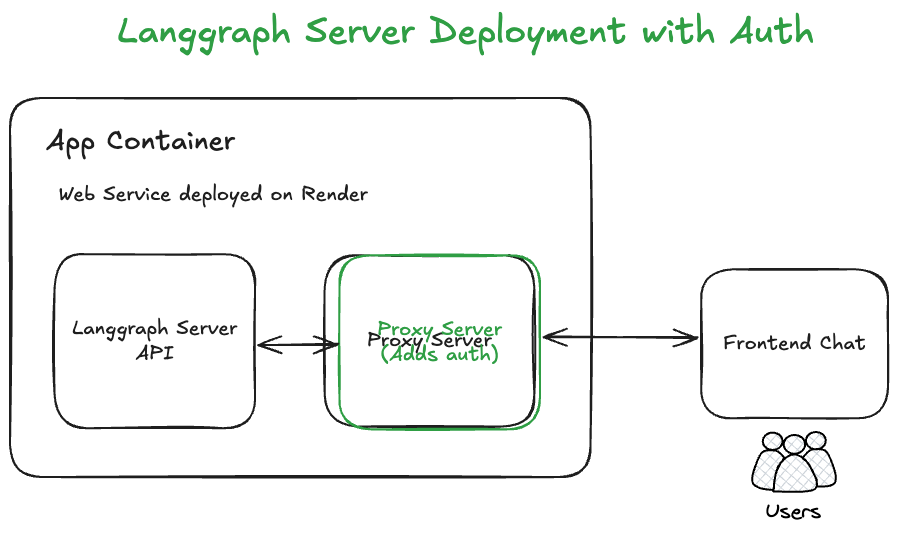 Langgraph Server Deployment with Auth
App Container
Web Service deployed on Render
Langgraph Server
API
Proxy Server
(Adds auth)
Proxy Server
Frontend Chat
Users